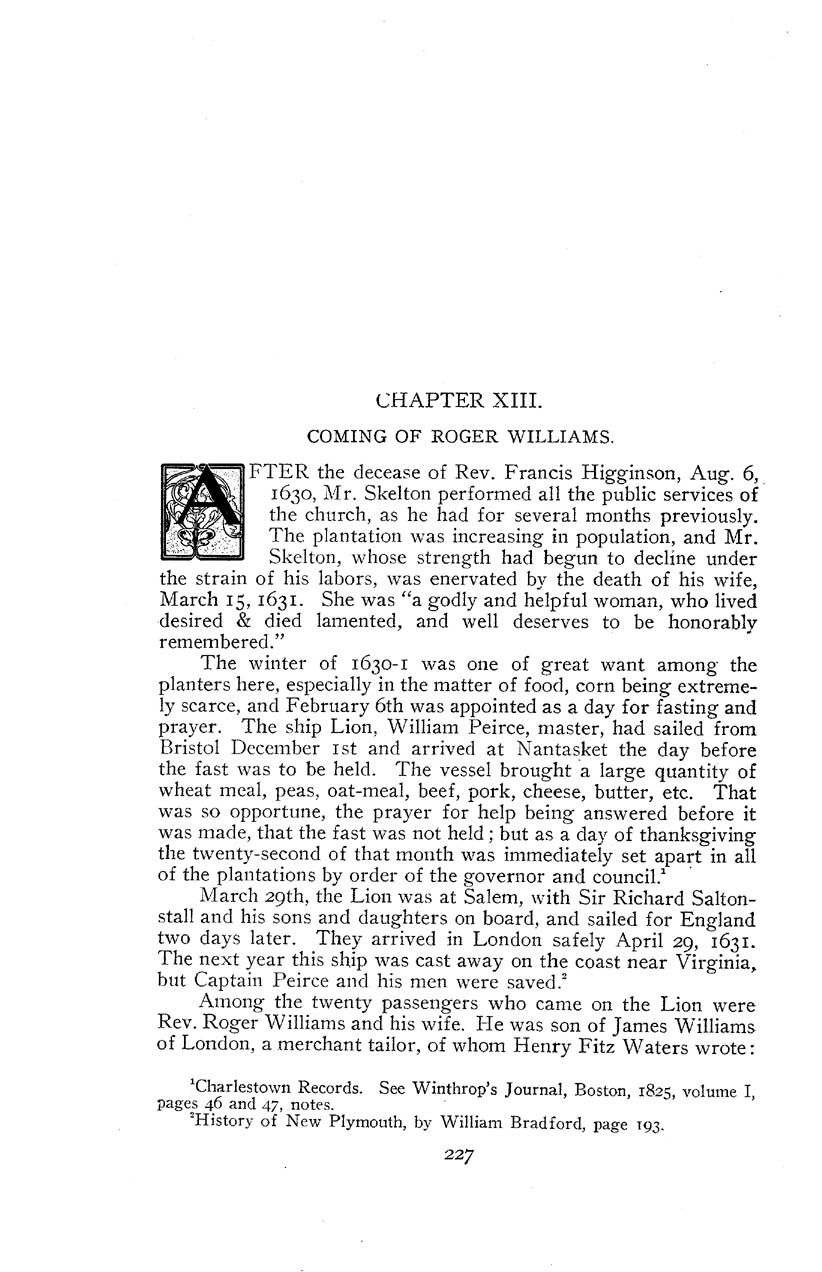 CHAPTER XIII.
COMING OF ROGER WILLIAMS.
AFTER the decease of Rev. Francis Higginson, Aug. 6,
1630, Mr. Skelton performed all the public services of
the church, as he had for several months previously.
The plantation was increasing in population, and Mr.
Skelton, whose strength had begun to decline under
the strain of his labors, was enervated by the death of his wife,
March 15, 1631. She was “a godly and helpful woman, who lived
desired & died lamented, and well deserves to be honorably
remembered.”
The winter of 1630-1 was one of great want among the
planters here, especially in the matter of food, corn being extreme-
ly scarce, and February 6th was appointed as a day for fasting and
prayer. The ship Lion, William Peirce, master, had sailed from
Bristol December 1st and arrived at Nantasket the day before
the fast was to be held. The vessel brought a large quantity of
wheat meal, peas, oat-meal, beef, pork, cheese, butter, etc. That
was so opportune, the prayer for help being answered before it
was made, that the fast was not held; but as a day of thanksgiving
the twenty-second of that month was immediately set apart in all
of the plantations by order of the governor and council.¹
March 29th, the Lion was at Salem, with Sir Richard Salton-
stall and his sons and daughters on board, and sailed for England
two days later. They arrived in London safely April 29, 1631.
The next year this ship was cast away on the coast near Virginia,
but Captain Peirce and his men were saved.²
Among the twenty passengers who came on the Lion were
Rev. Roger Williams and his wife. He was son of James Williams
of London, a merchant tailor, of whom Henry Fitz Waters wrote:
¹Charlestown Records. See Winthrop's Journal, Boston, 1825, volume I,
pages 46 and 47, notes.
²History of New Plymouth, by William Bradford, page 193.
227